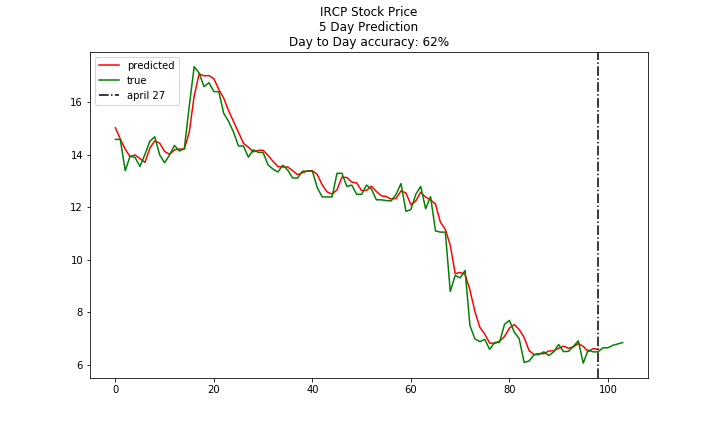 IRCP Stock Price
5 Day Prediction
Day to Day accuracy: 62%
predicted
true
april 27
16
14
12
10
8
6
0
20
40
60
80
100